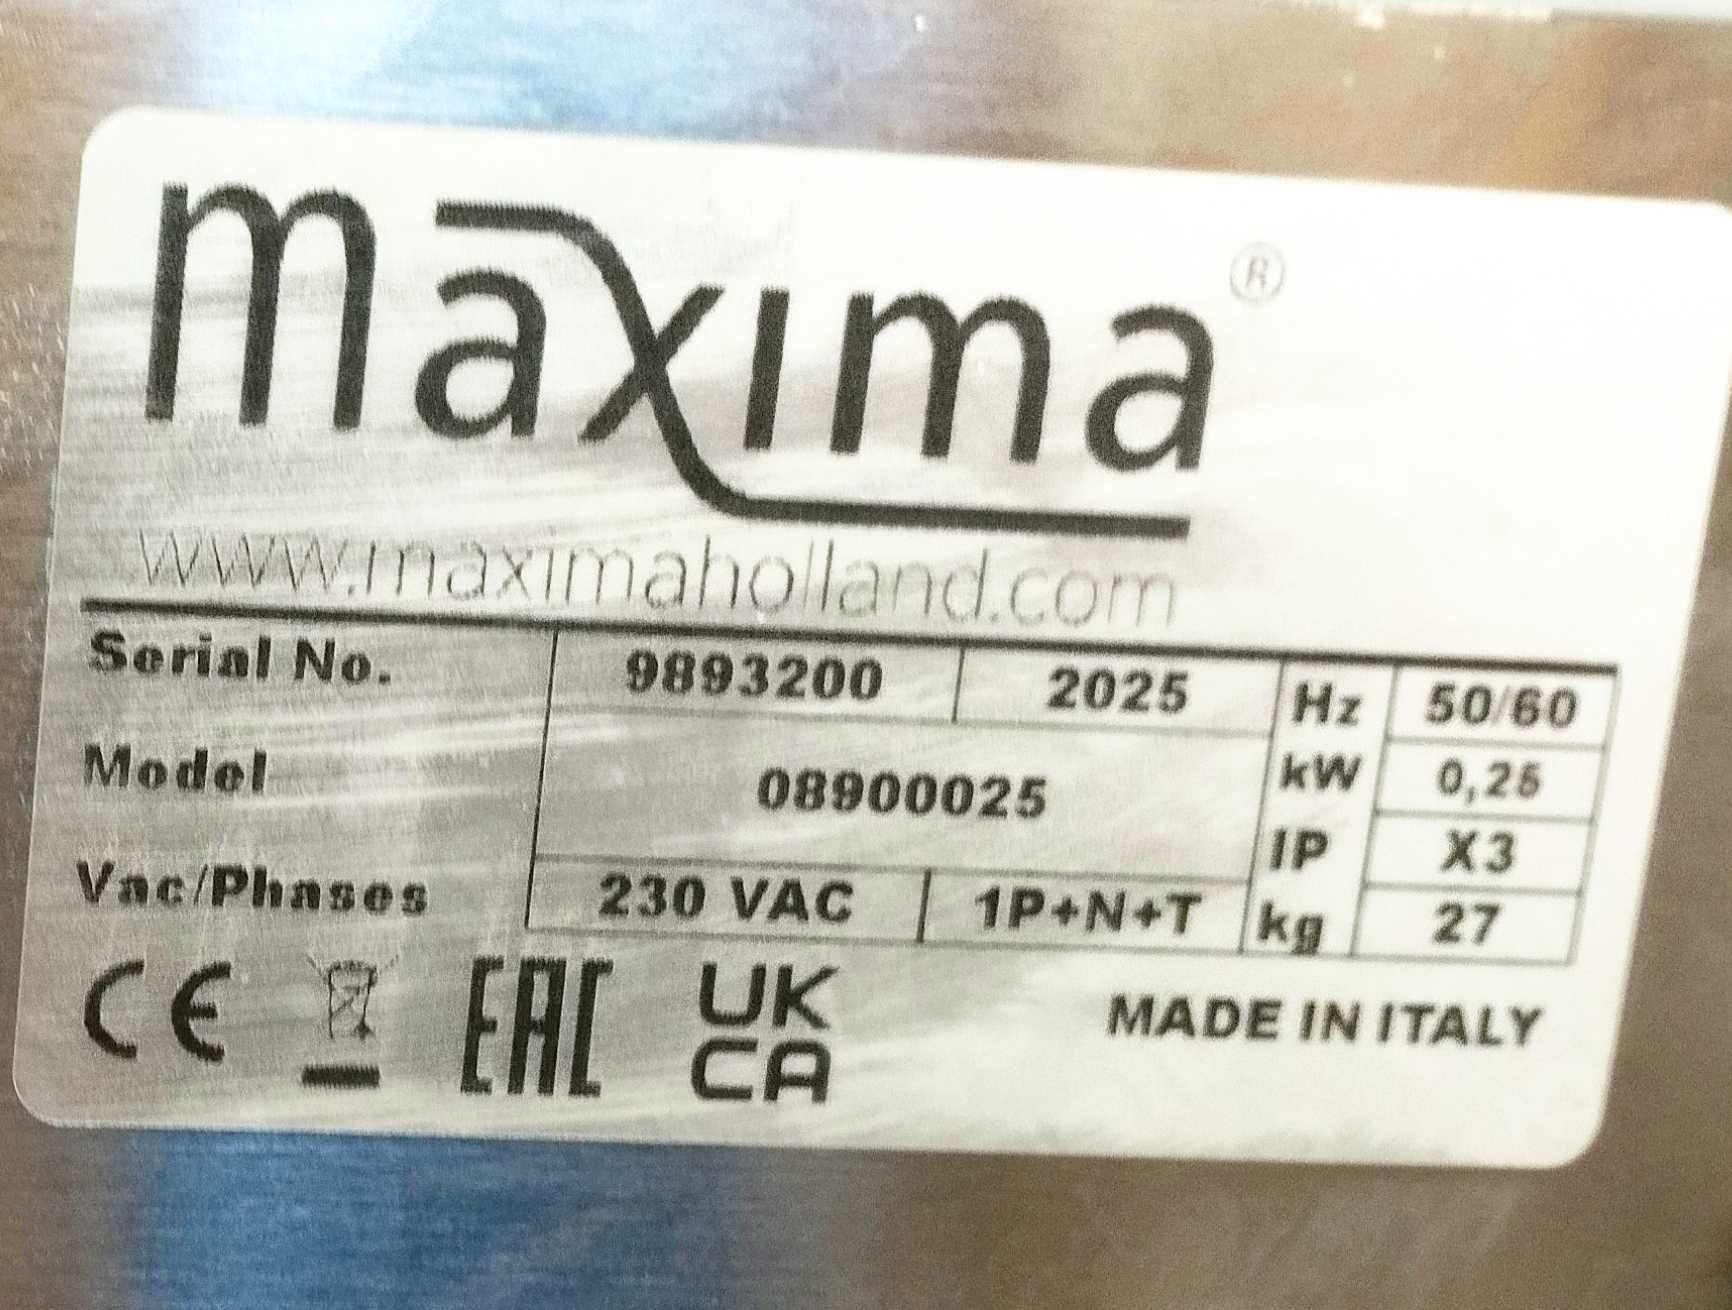 maxima®
www.maximaholland.com
Serial No. 9893200 2025 Hz 50/60
Model 08900025 kW 0,25
IP X3
Vac/Phases 230 VAC 1P+N+T kg 27
CE EAC UK
CA
MADE IN ITALY